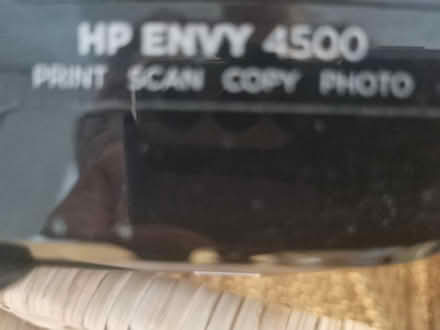 HP ENVY 4500
PRINT SCAN COPY PHOTO